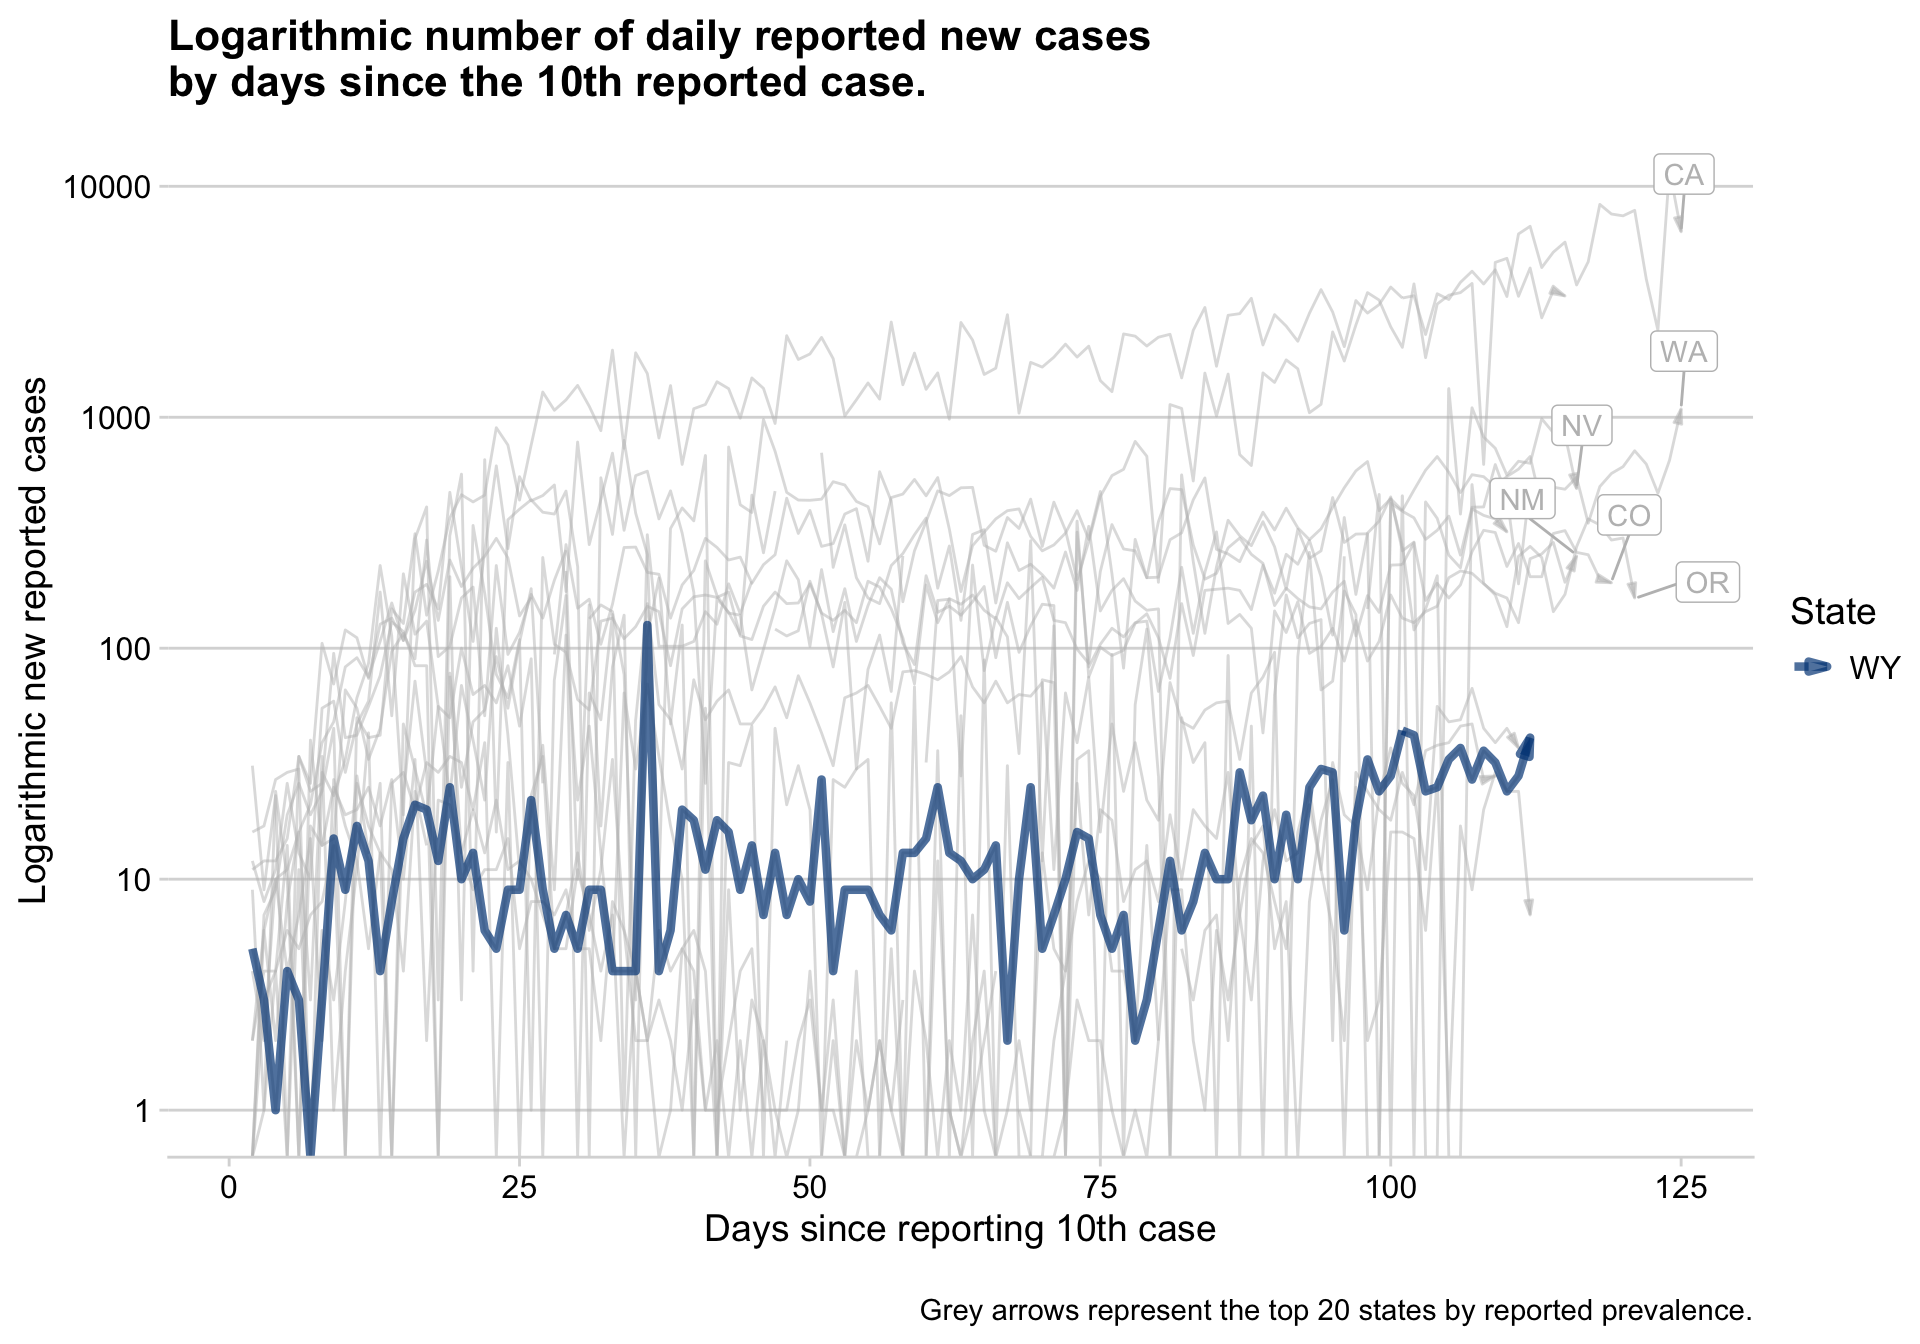 Logarithmic number of daily reported new cases
by days since the 10th reported case.
Logarithmic new reported cases
10000
1000
100
10
1
CA
WA
NV
NM
CO
OR
State
WY
0
25
50
75
100
125
Days since reporting 10th case
Grey arrows represent the top 20 states by reported prevalence.